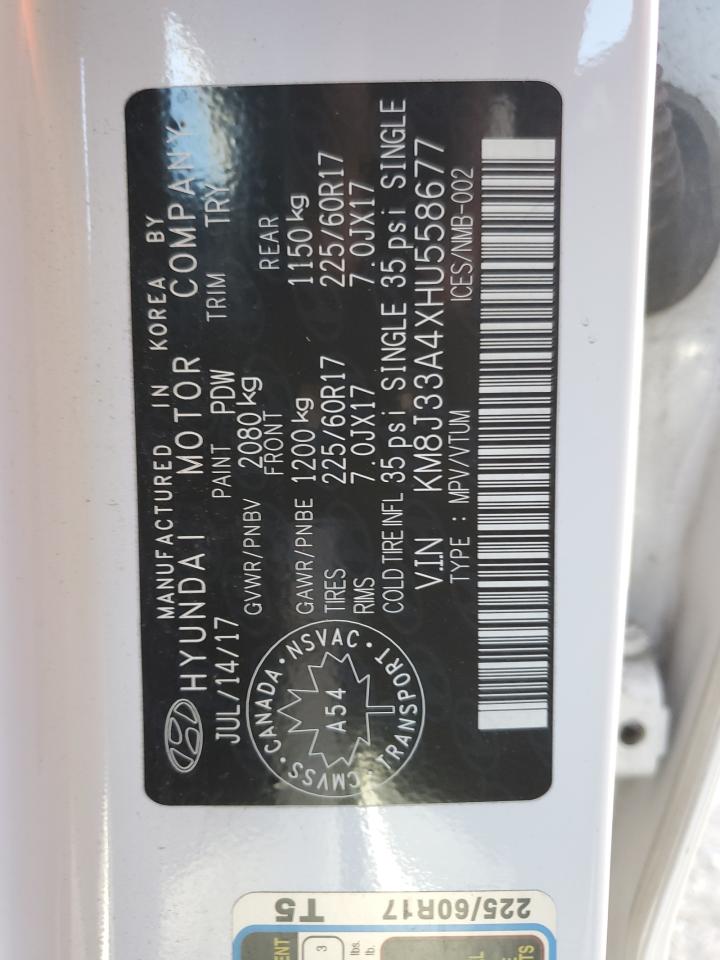 MANUFACTURED IN KOREA BY
HYUNDAI MOTOR COMPANY.
JUL/14/17 PAINT PDW TRIM TRY
GVWR/PNBV 2080 kg
FRONT REAR
GAWR/PNBE 1200 kg 1150 kg
TIRES 225/60R17 225/60R17
RIMS 7.0JX17 7.0JX17
COLD TIRE INFL 35 psi SINGLE 35 psi SINGLE
V.I.N KM8J33A4XHU558677
TYPE : MPV/VTUM ICES/NMB-002
CANADA · NSVAC · TRANSPORT · CMVSS ·
A54
T5
225/60R17
3
lbs.
lb.